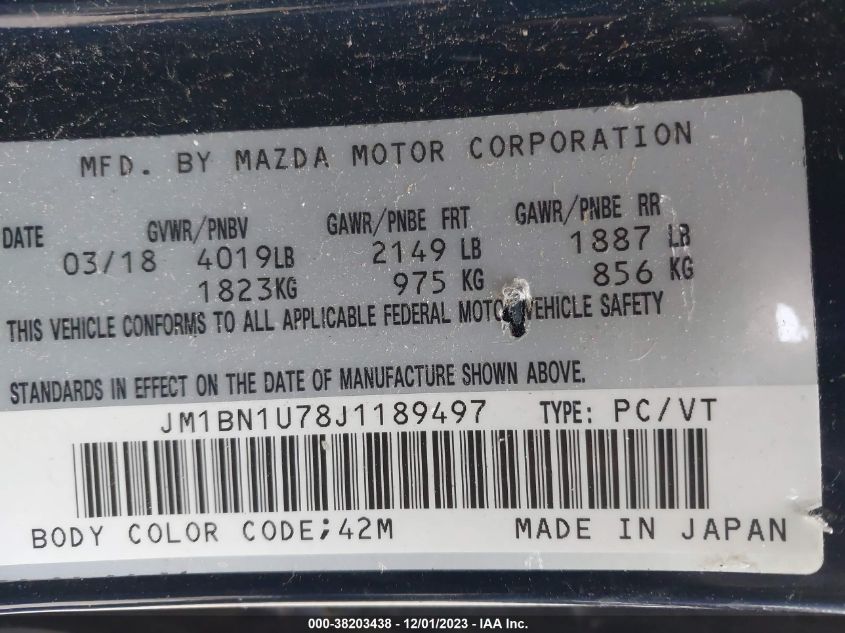 MFD. BY MAZDA MOTOR CORPORATION
DATE GVWR/PNBV GAWR/PNBE FRT GAWR/PNBE RR
03/18 4019LB 2149 LB 1887 LB
1823KG 975 KG 856 KG
THIS VEHICLE CONFORMS TO ALL APPLICABLE FEDERAL MOTOR VEHICLE SAFETY
STANDARDS IN EFFECT ON THE DATE OF MANUFACTURE SHOWN ABOVE.
JM1BN1U78J1189497 TYPE: PC/VT
BODY COLOR CODE;42M MADE IN JAPAN
000-38203438 - 12/01/2023 - IAA Inc.